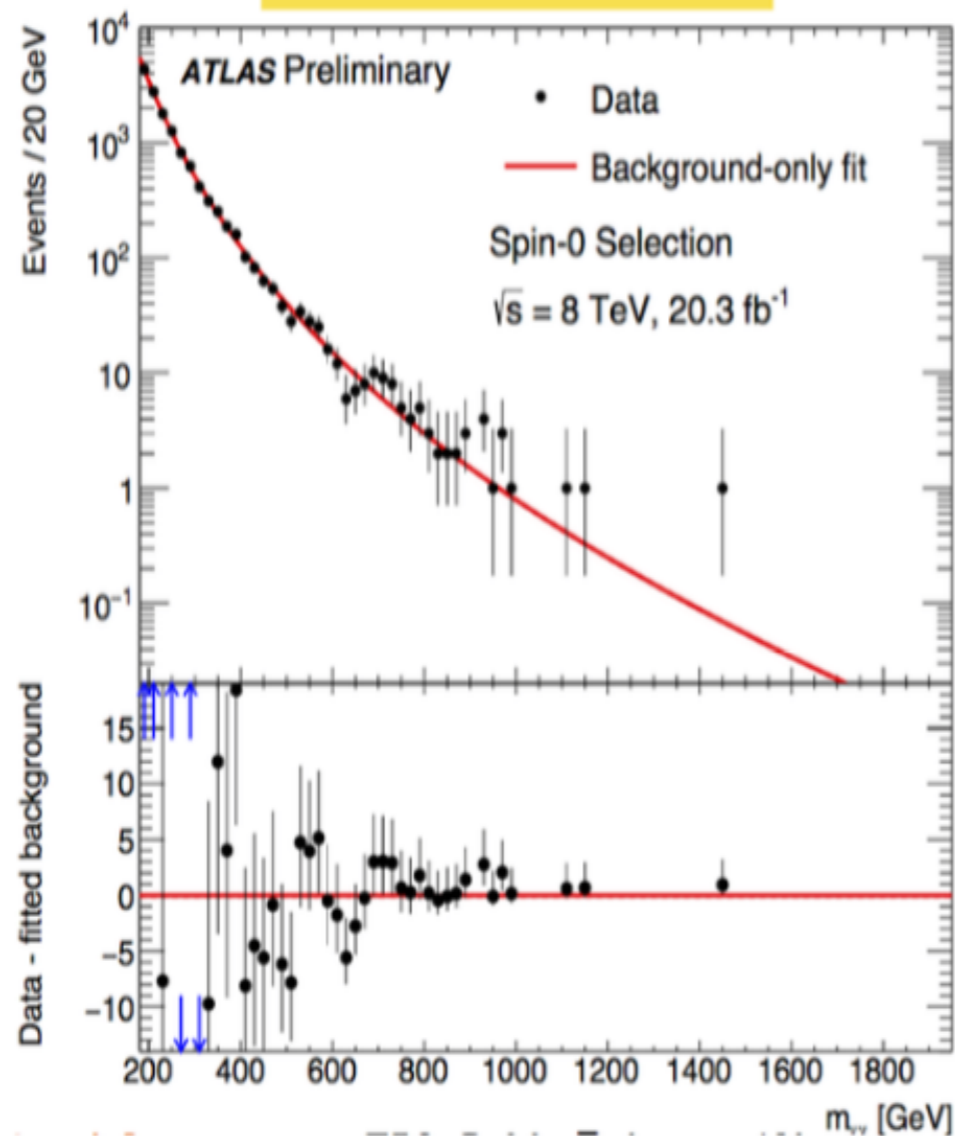 10⁴
ATLAS Preliminary
Data
10³
Background-only fit
Spin-0 Selection
10²
√s = 8 TeV, 20.3 fb⁻¹
10
1
10⁻¹
Events / 20 GeV
15
10
5
0
−5
−10
Data - fitted background
200 400 600 800 1000 1200 1400 1600 1800
[GeV]